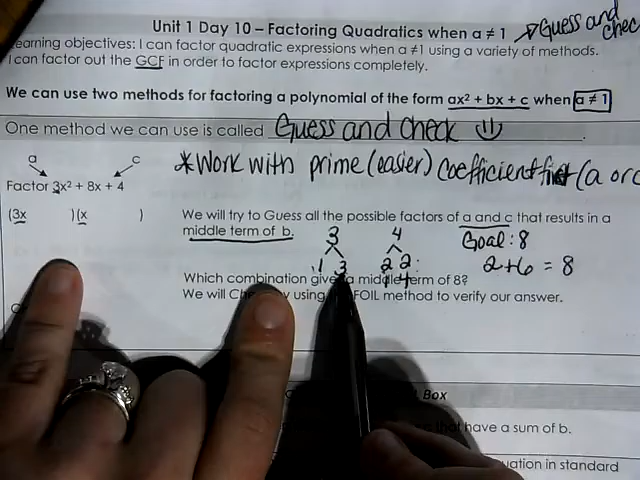 Unit 1 Day 10 – Factoring Quadratics when a ≠ 1 Guess and
chec
earning objectives: I can factor quadratic expressions when a ≠1 using a variety of methods.
I can factor out the GCF in order to factor expressions completely.
We can use two methods for factoring a polynomial of the form ax² + bx + c when a ≠ 1
One method we can use is called Guess and check
a c *Work with prime (easier) coefficient first (a or c
Factor 3x² + 8x + 4
(3x )(x )
We will try to Guess all the possible factors of a and c that results in a
middle term of b. 3 4 Goal: 8
1 3 2 2 2+6 = 8
1 4
Which combination gives a middle term of 8?
We will using FOIL method to verify our answer.
Box
have a sum of b.
uation in standard